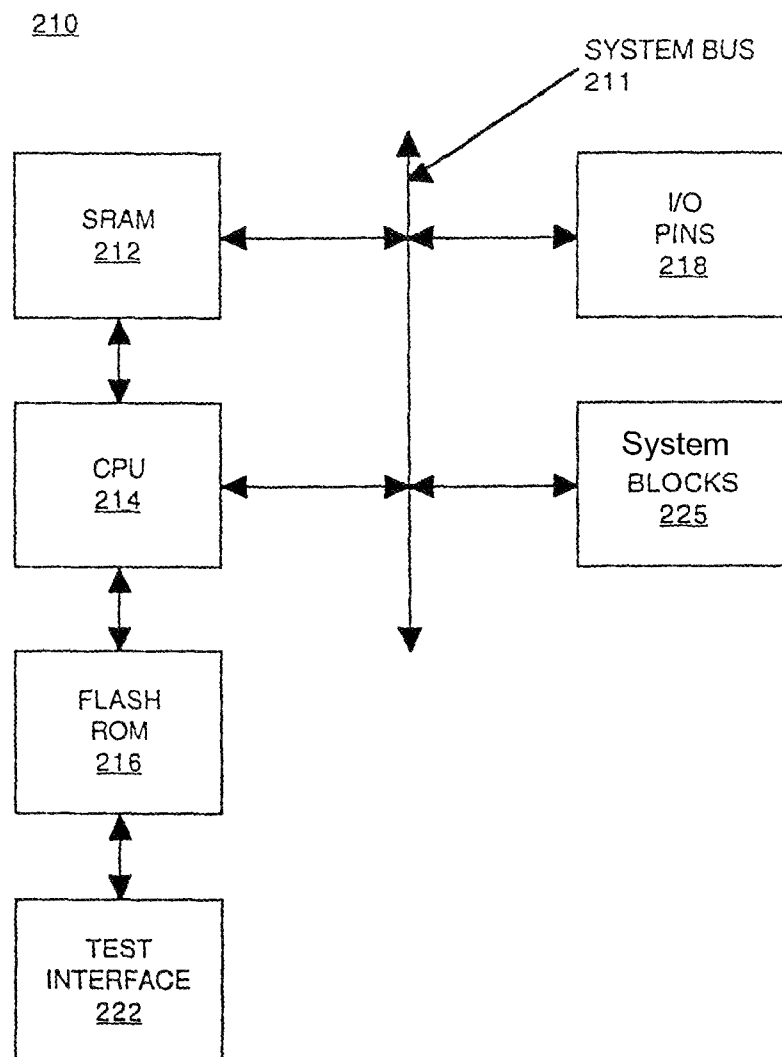 210
SYSTEM BUS
211
SRAM
212
I/O
PINS
218
CPU
214
System
BLOCKS
225
FLASH
ROM
216
TEST
INTERFACE
222